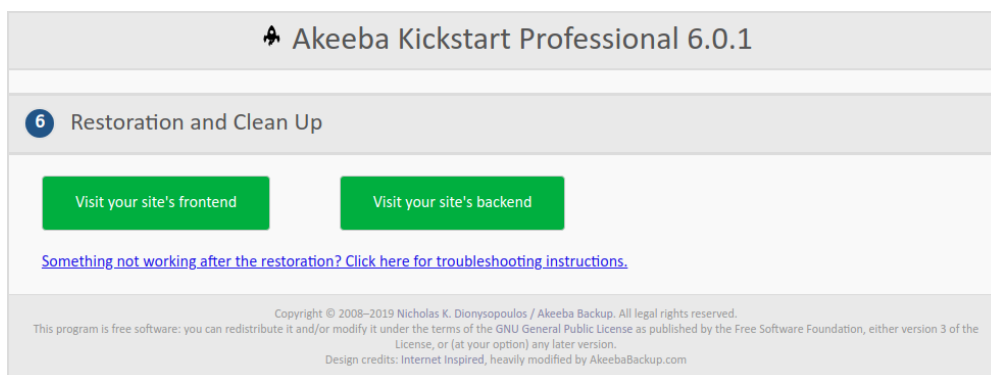 Akeeba Kickstart Professional 6.0.1
6 Restoration and Clean Up
Visit your site's frontend
Visit your site's backend
Something not working after the restoration? Click here for troubleshooting instructions.
Copyright © 2008–2019 Nicholas K. Dionysopoulos / Akeeba Backup. All legal rights reserved.
This program is free software: you can redistribute it and/or modify it under the terms of the GNU General Public License as published by the Free Software Foundation, either version 3 of the
License, or (at your option) any later version.
Design credits: Internet Inspired, heavily modified by AkeebaBackup.com